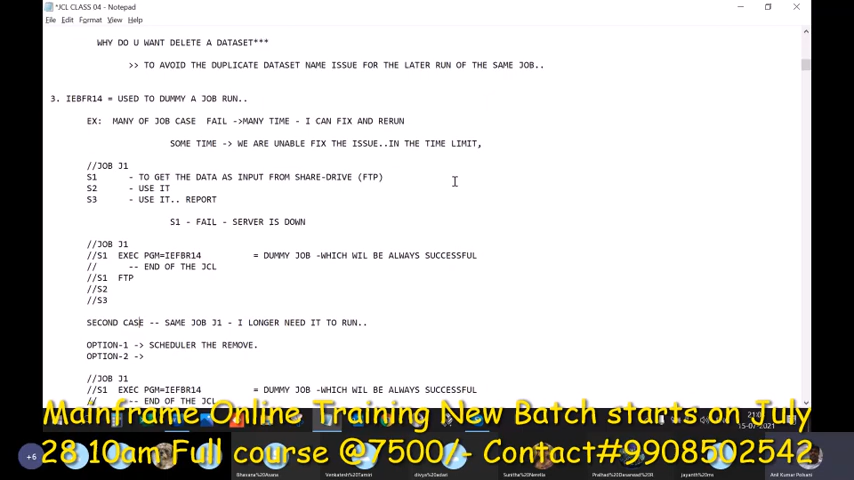 *JCL CLASS 04 - Notepad
File Edit Format View Help
WHY DO U WANT DELETE A DATASET***
>> TO AVOID THE DUPLICATE DATASET NAME ISSUE FOR THE LATER RUN OF THE SAME JOB..
3. IEBFR14 = USED TO DUMMY A JOB RUN..
EX: MANY OF JOB CASE FAIL ->MANY TIME - I CAN FIX AND RERUN
SOME TIME -> WE ARE UNABLE FIX THE ISSUE..IN THE TIME LIMIT,
//JOB J1
S1 - TO GET THE DATA AS INPUT FROM SHARE-DRIVE (FTP)
S2 - USE IT
S3 - USE IT.. REPORT
S1 - FAIL - SERVER IS DOWN
//JOB J1
//S1 EXEC PGM=IEFBR14 = DUMMY JOB -WHICH WIL BE ALWAYS SUCCESSFUL
// -- END OF THE JCL
//S1 FTP
//S2
//S3
SECOND CASE -- SAME JOB J1 - I LONGER NEED IT TO RUN..
OPTION-1 -> SCHEDULER THE REMOVE.
OPTION-2 ->
//JOB J1
//S1 EXEC PGM=IEFBR14 = DUMMY JOB -WHICH WIL BE ALWAYS SUCCESSFUL
// -- END OF THE JCL
Mainframe Online Training New Batch starts on July
15-07-2021
28 10am Full course @7500/- Contact#9908502542
+6